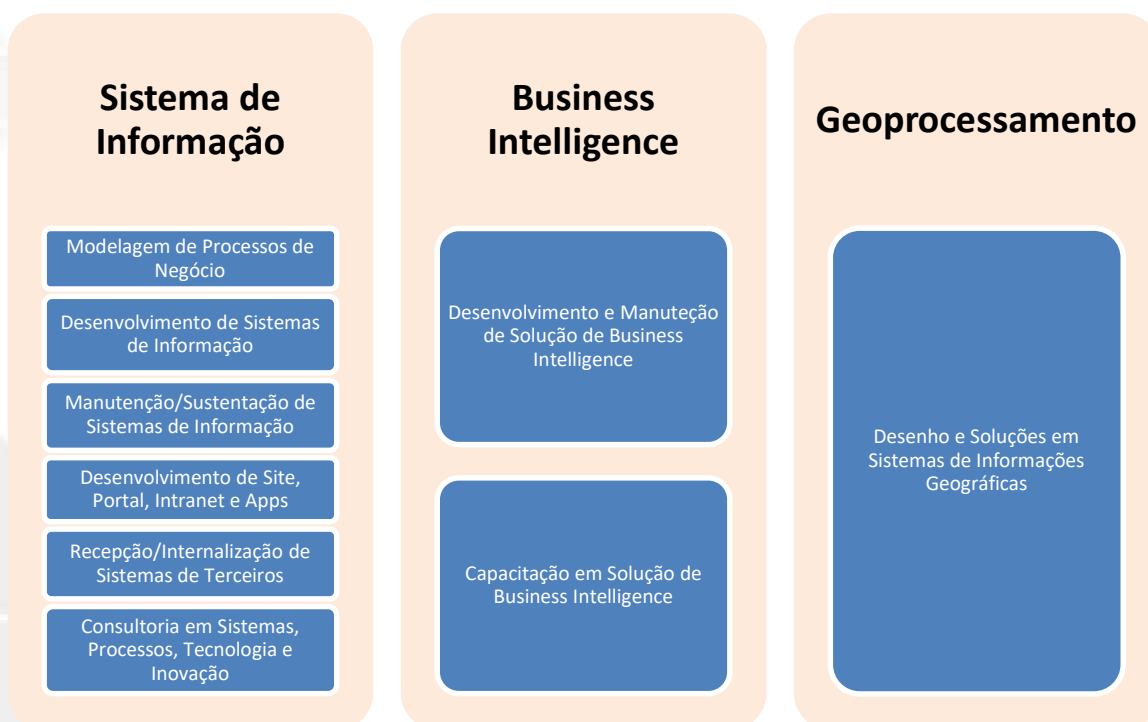 Sistema de
Informação
Modelagem de Processos de
Negócio
Desenvolvimento de Sistemas
de Informação
Manutenção/Sustentação de
Sistemas de Informação
Desenvolvimento de Site,
Portal, Intranet e Apps
Recepção/Internalização de
Sistemas de Terceiros
Consultoria em Sistemas,
Processos, Tecnologia e
Inovação
Business
Intelligence
Desenvolvimento e Manuteção
de Solução de Business
Intelligence
Capacitação em Solução de
Business Intelligence
Geoprocessamento
Desenho e Soluções em
Sistemas de Informações
Geográficas